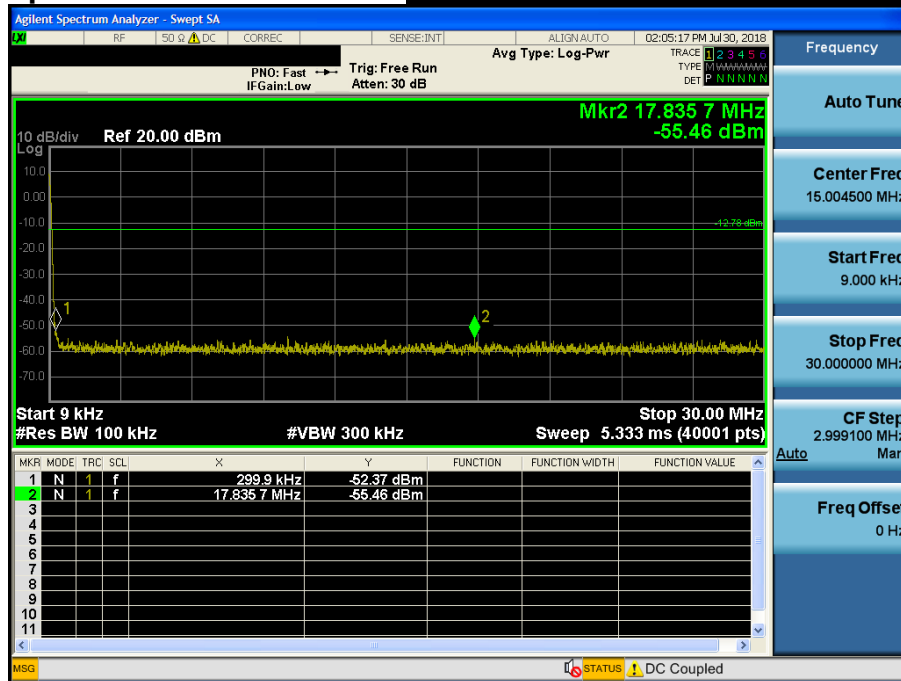 Agilent Spectrum Analyzer - Swept SA
LXI RF 50 Ω DC CORREC SENSE:INT ALIGN AUTO 02:05:17 PM Jul 30, 2018
Avg Type: Log-Pwr
TRACE 1 2 3 4 5 6
PNO: Fast Trig: Free Run
TYPE M W W W W W
IFGain:Low Atten: 30 dB
DET P N N N N N
Mkr2 17.835 7 MHz
-55.46 dBm
10 dB/div Ref 20.00 dBm
Log
10.0
0.00
-10.0
-12.78 dBm
-20.0
-30.0
-40.0
1
-50.0
2
-60.0
-70.0
Start 9 kHz Stop 30.00 MHz
#Res BW 100 kHz #VBW 300 kHz Sweep 5.333 ms (40001 pts)
MKR MODE TRC SCL X Y FUNCTION FUNCTION WIDTH FUNCTION VALUE
1 N 1 f 299.9 kHz -52.37 dBm
2 N 1 f 17.835 7 MHz -55.46 dBm
3
4
5
6
7
8
9
10
11
MSG STATUS DC Coupled
Frequency
Auto Tune
Center Freq
15.004500 MHz
Start Freq
9.000 kHz
Stop Freq
30.000000 MHz
CF Step
2.999100 MHz
Auto Man
Freq Offset
0 Hz